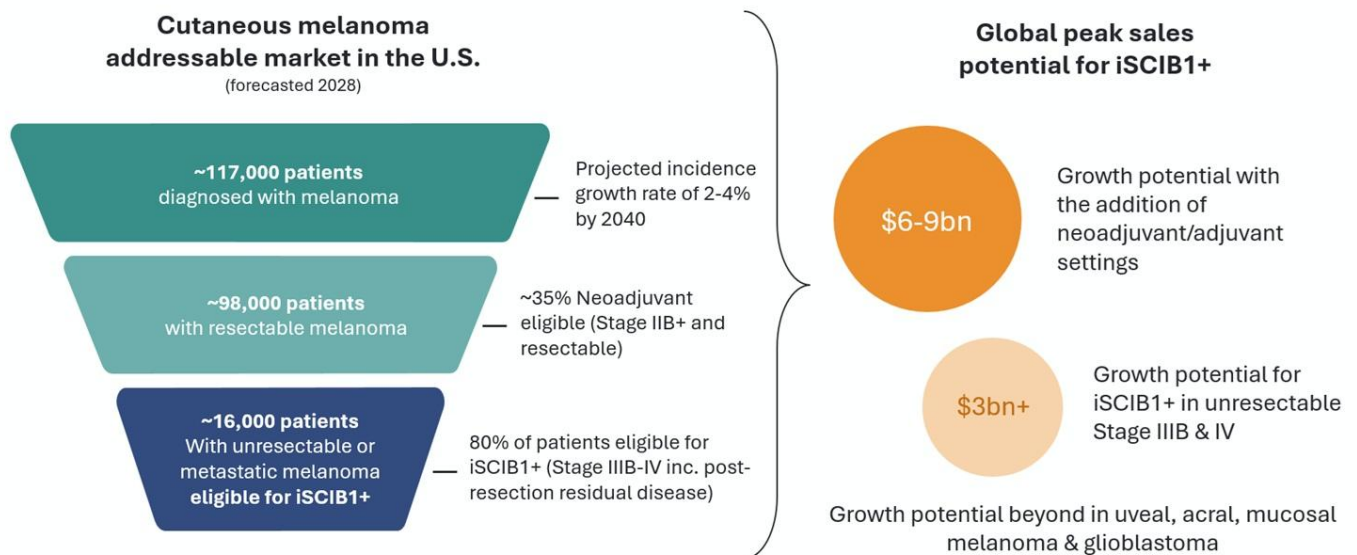 Cutaneous melanoma
addressable market in the U.S.
(forecasted 2028)
~117,000 patients
diagnosed with melanoma
Projected incidence
growth rate of 2-4%
by 2040
~98,000 patients
with resectable melanoma
~35% Neoadjuvant
eligible (Stage IIB+ and
resectable)
~16,000 patients
With unresectable or
metastatic melanoma
eligible for iSCIB1+
80% of patients eligible for
iSCIB1+ (Stage IIIB-IV inc. post-
resection residual disease)
Global peak sales
potential for iSCIB1+
$6-9bn
Growth potential with
the addition of
neoadjuvant/adjuvant
settings
$3bn+
Growth potential for
iSCIB1+ in unresectable
Stage IIIB & IV
Growth potential beyond in uveal, acral, mucosal
melanoma & glioblastoma